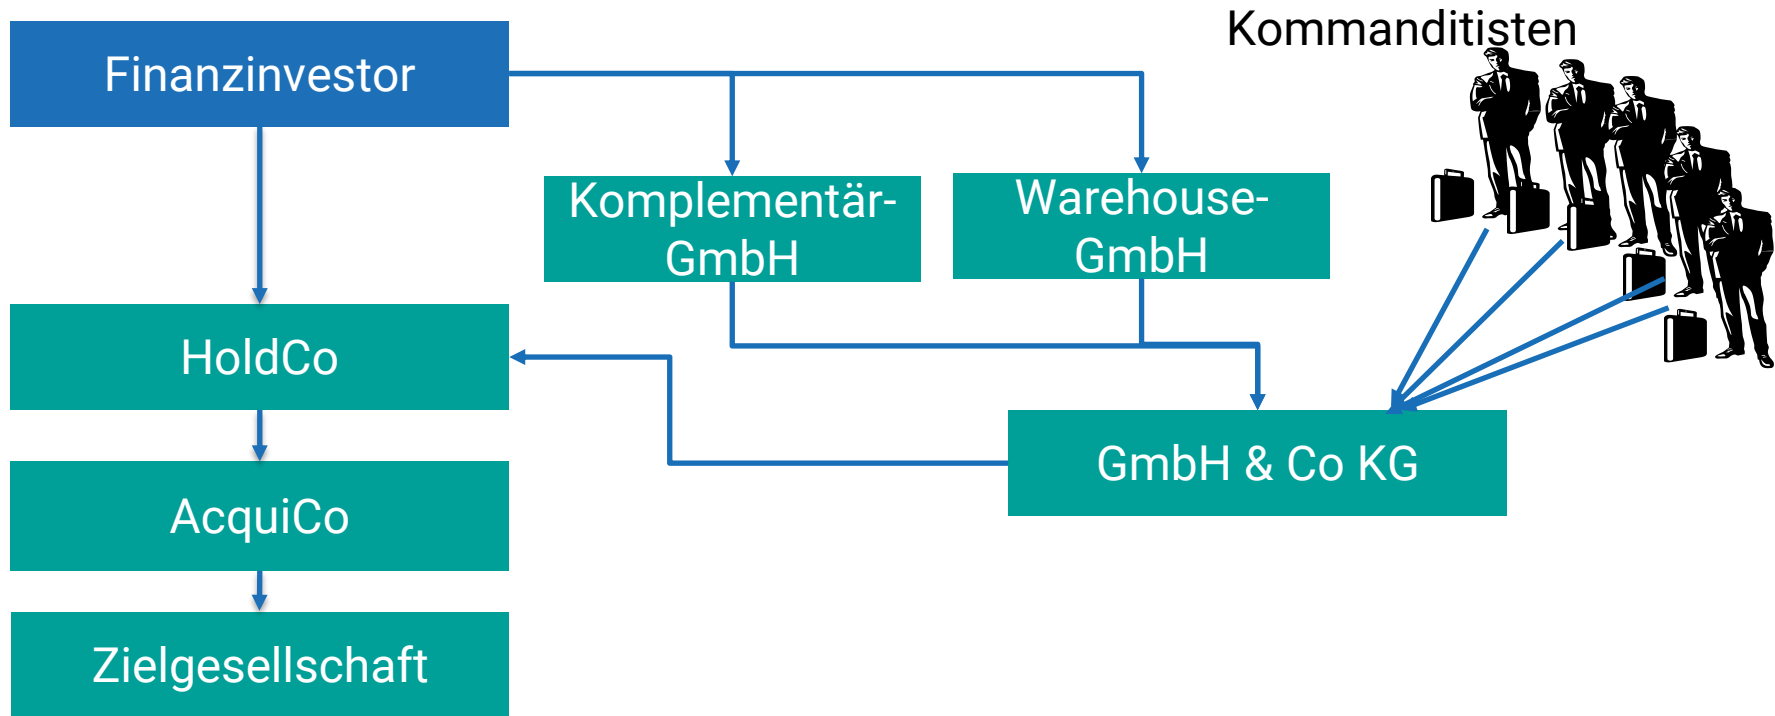 Kommanditisten
Finanzinvestor
Komplementär-
GmbH
Warehouse-
GmbH
HoldCo
GmbH & Co KG
AcquiCo
Zielgesellschaft